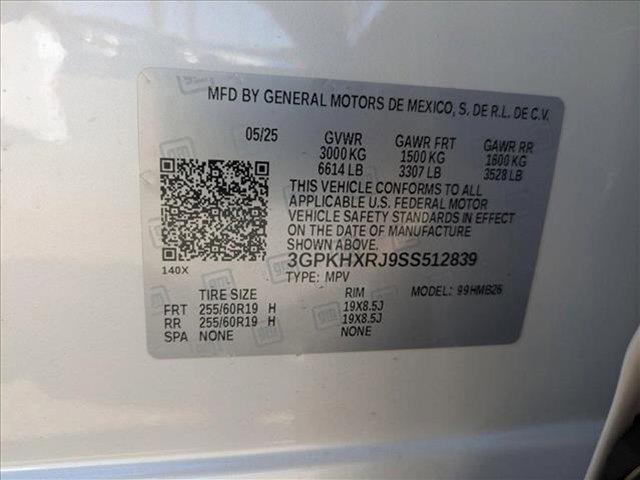 MFD BY GENERAL MOTORS DE MEXICO, S. DE R.L. DE C.V.
05/25 GVWR GAWR FRT GAWR RR
3000 KG 1500 KG 1600 KG
6614 LB 3307 LB 3528 LB
THIS VEHICLE CONFORMS TO ALL
APPLICABLE U.S. FEDERAL MOTOR
VEHICLE SAFETY STANDARDS IN EFFECT
ON THE DATE OF MANUFACTURE
SHOWN ABOVE.
3GPKHXRJ9SS512839
140X TYPE: MPV
TIRE SIZE RIM MODEL: 99HMB26
FRT 255/60R19 H 19X8.5J
RR 255/60R19 H 19X8.5J
SPA NONE NONE